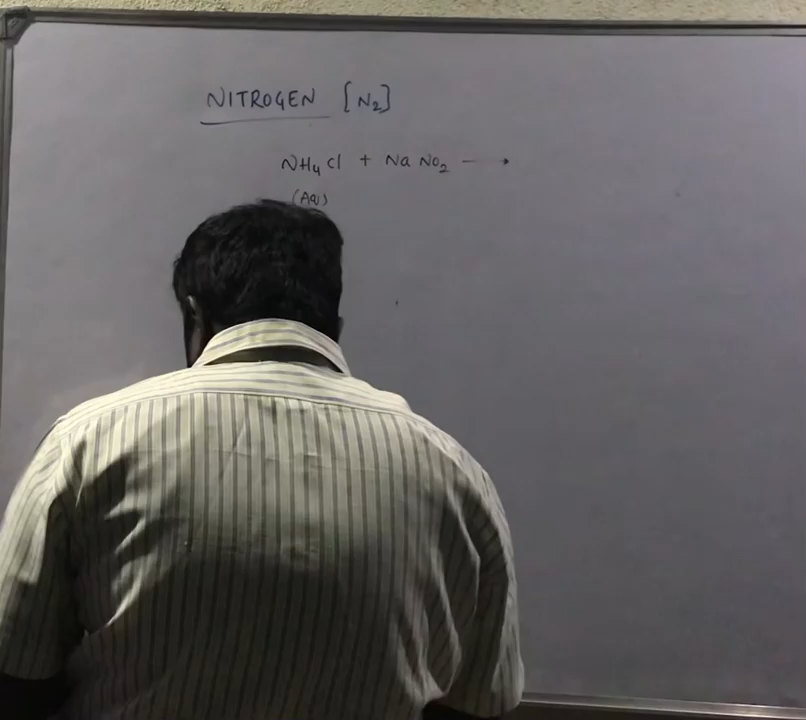 NITROGEN [N₂]
NH₄Cl + NaNO₂ ⟶
(Aq)